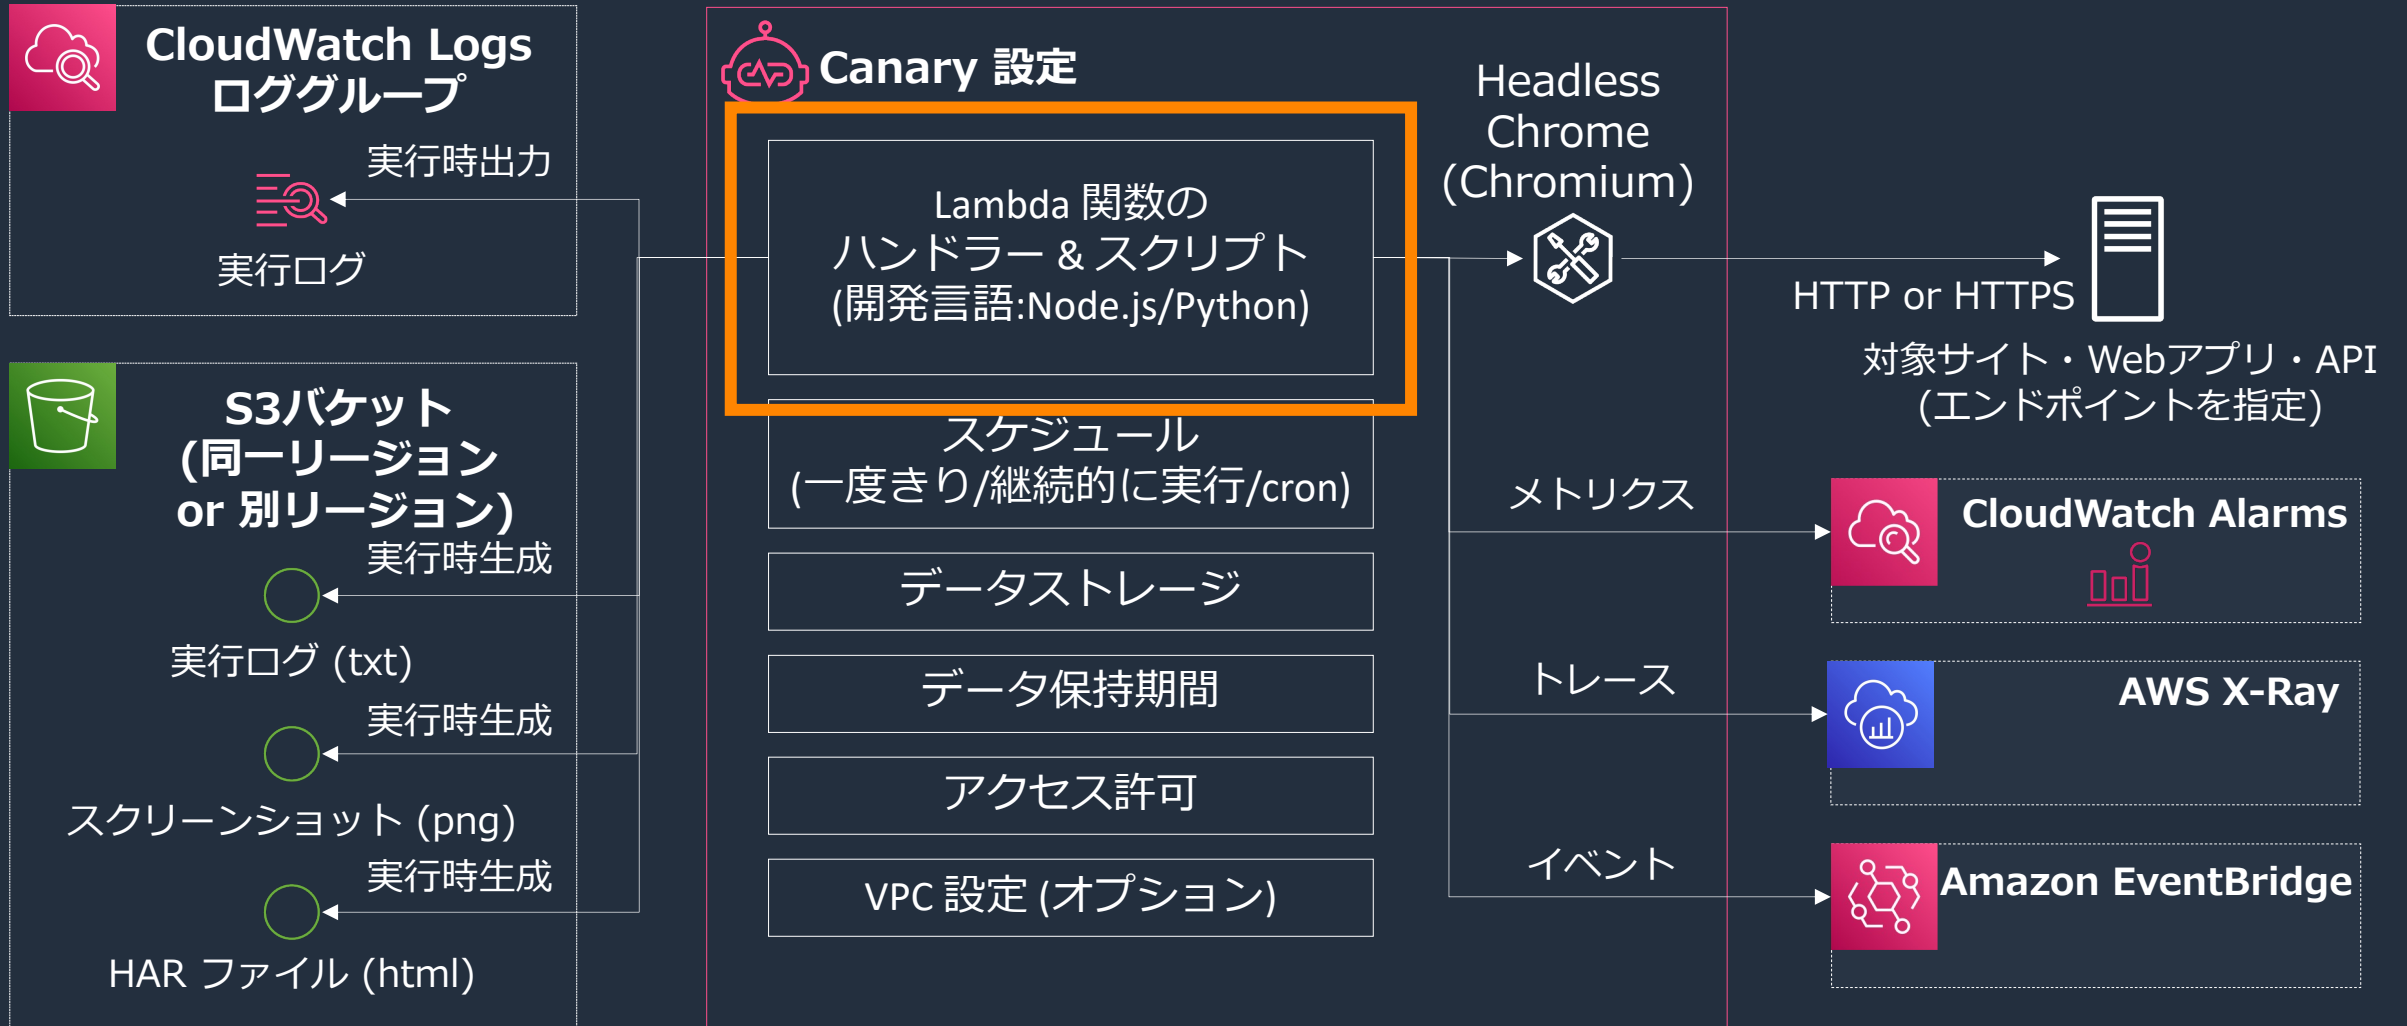 CloudWatch Logs
ロググループ
実行時出力
実行ログ
S3バケット
(同一リージョン
or 別リージョン)
実行時生成
実行ログ (txt)
実行時生成
スクリーンショット (png)
実行時生成
HAR ファイル (html)
Canary 設定
Lambda 関数の
ハンドラー & スクリプト
(開発言語:Node.js/Python)
スケジュール
(一度きり/継続的に実行/cron)
データストレージ
データ保持期間
アクセス許可
VPC 設定 (オプション)
Headless
Chrome
(Chromium)
HTTP or HTTPS
対象サイト・Webアプリ・API
(エンドポイントを指定)
メトリクス
CloudWatch Alarms
トレース
AWS X-Ray
イベント
Amazon EventBridge